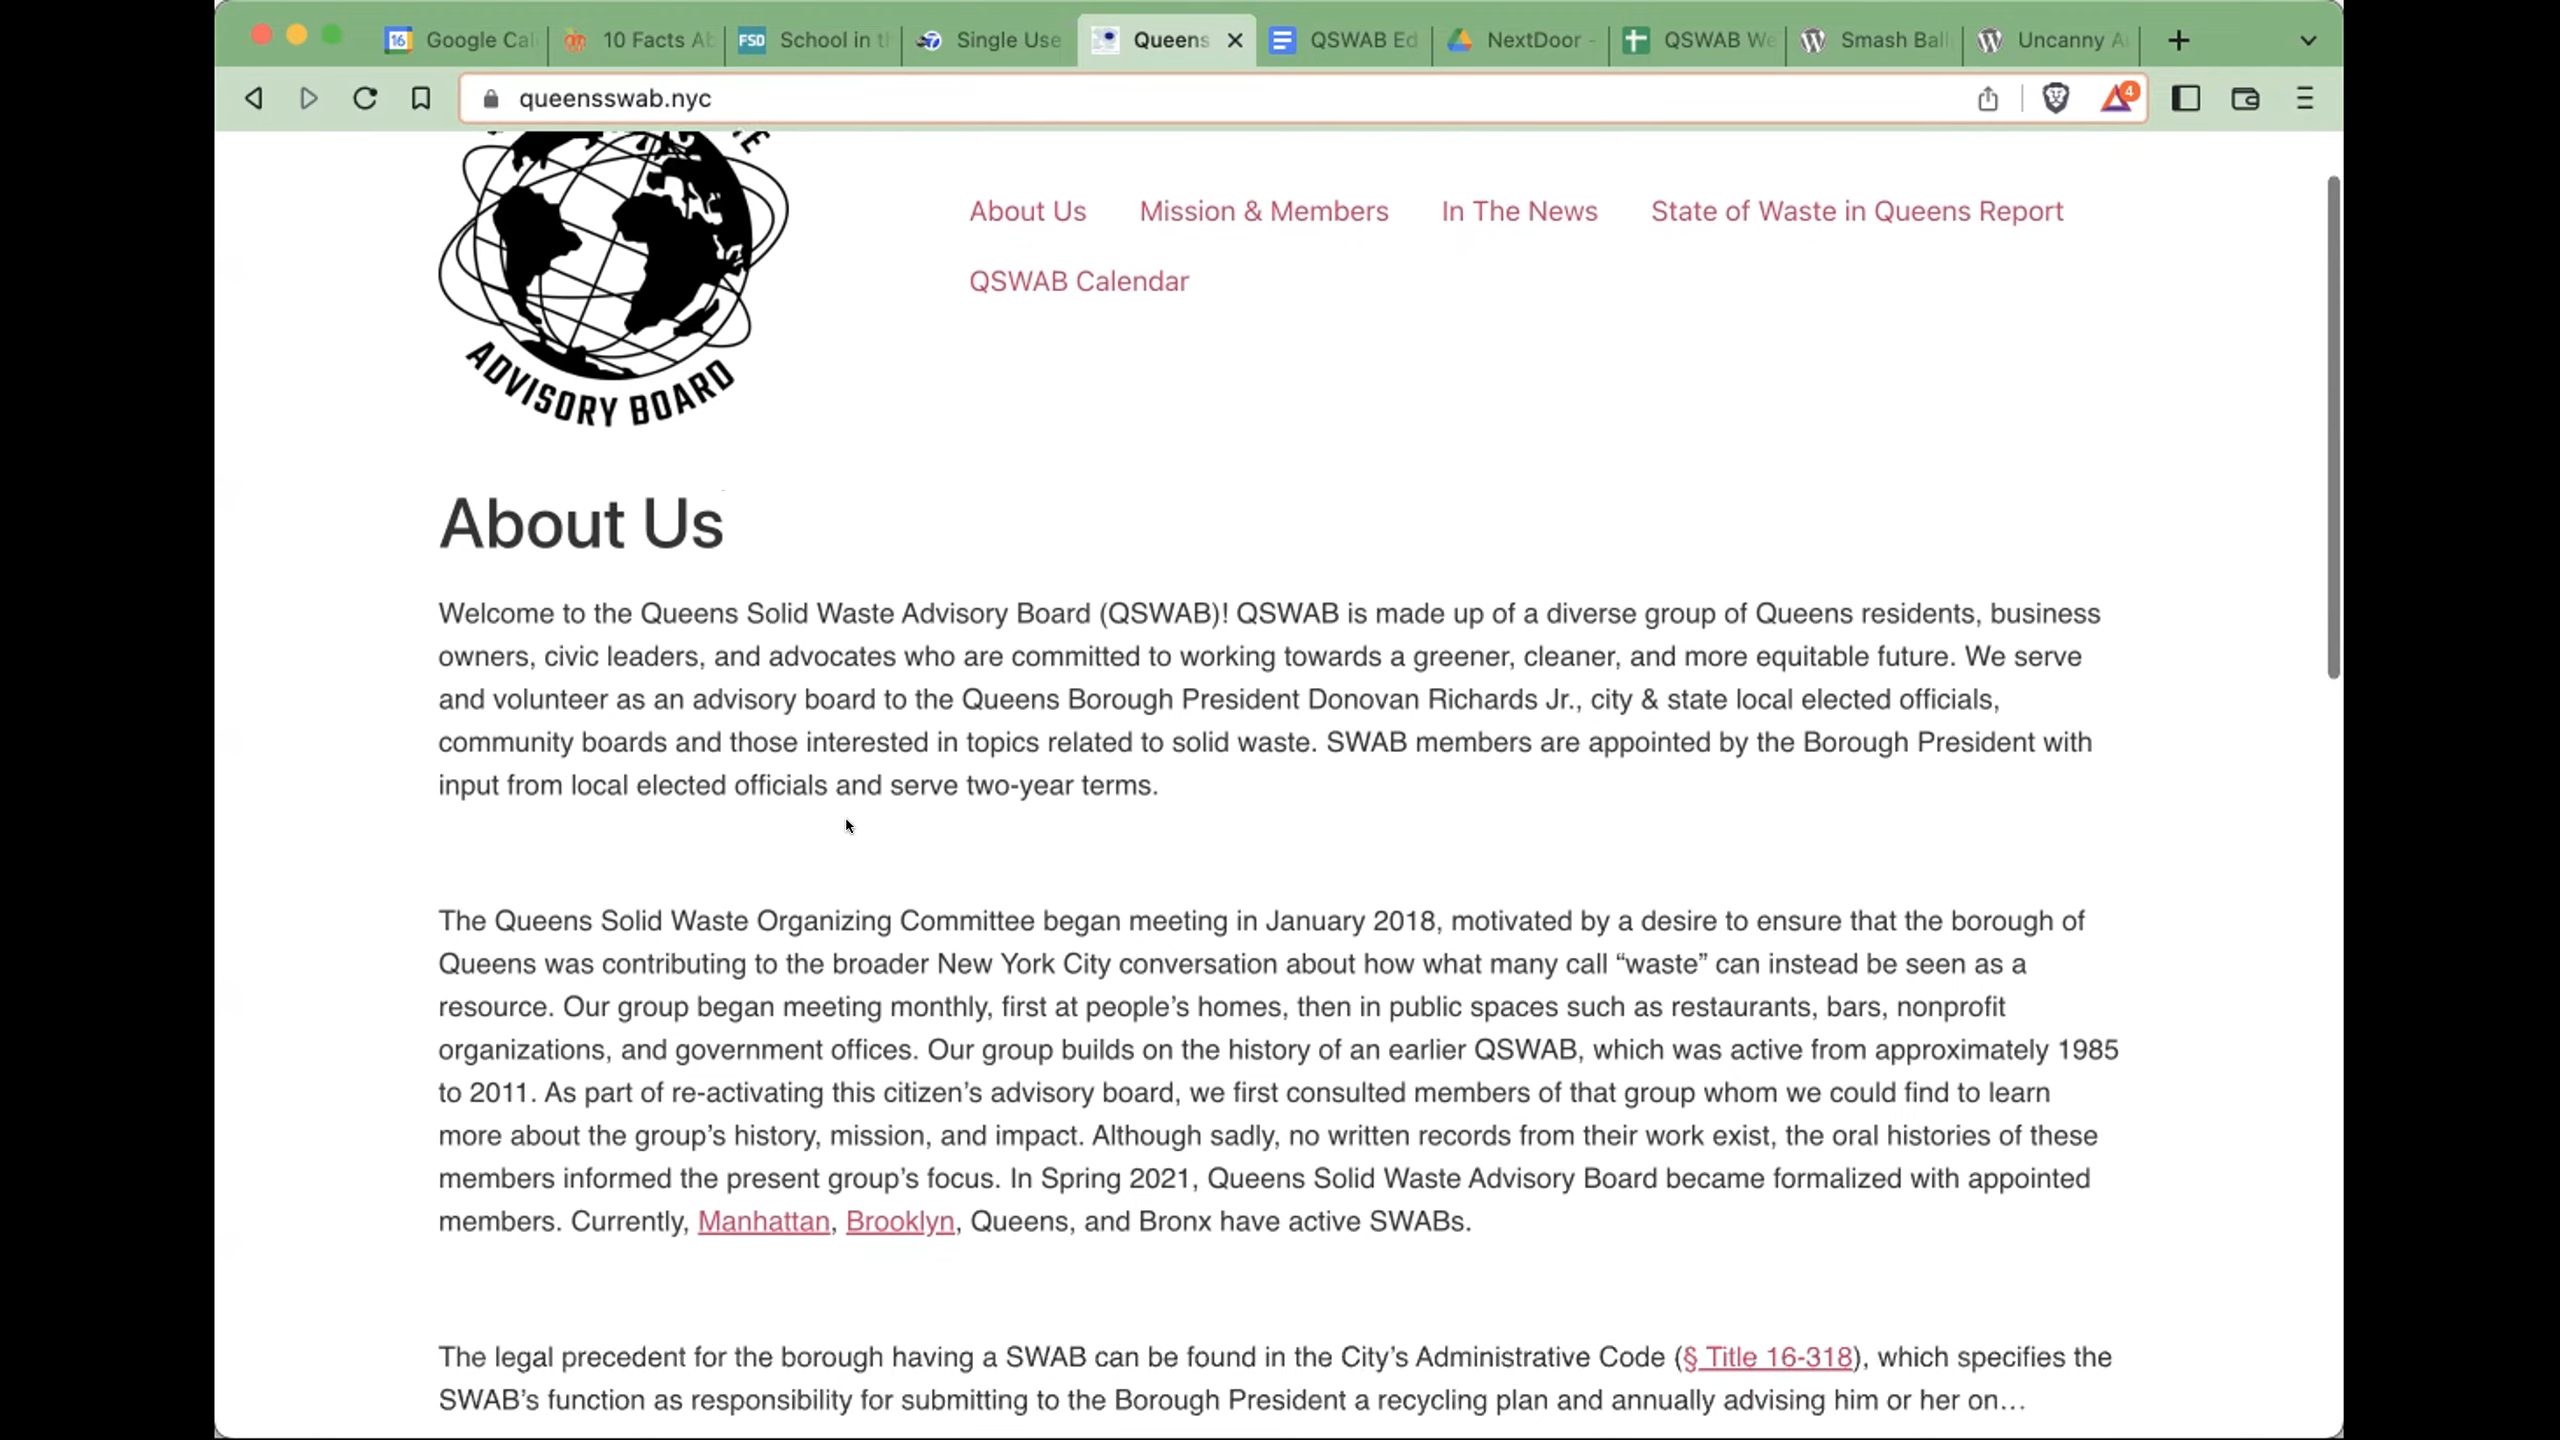 16 Google Cal
10 Facts Ab
FSD School in th
Single Use
Queens
QSWAB Ed
NextDoor -
QSWAB We
Smash Ball
Uncanny A
queensswab.nyc
4
ADVISORY BOARD
About Us
Mission & Members
In The News
State of Waste in Queens Report
QSWAB Calendar
About Us
Welcome to the Queens Solid Waste Advisory Board (QSWAB)! QSWAB is made up of a diverse group of Queens residents, business
owners, civic leaders, and advocates who are committed to working towards a greener, cleaner, and more equitable future. We serve
and volunteer as an advisory board to the Queens Borough President Donovan Richards Jr., city & state local elected officials,
community boards and those interested in topics related to solid waste. SWAB members are appointed by the Borough President with
input from local elected officials and serve two-year terms.
The Queens Solid Waste Organizing Committee began meeting in January 2018, motivated by a desire to ensure that the borough of
Queens was contributing to the broader New York City conversation about how what many call “waste” can instead be seen as a
resource. Our group began meeting monthly, first at people’s homes, then in public spaces such as restaurants, bars, nonprofit
organizations, and government offices. Our group builds on the history of an earlier QSWAB, which was active from approximately 1985
to 2011. As part of re-activating this citizen’s advisory board, we first consulted members of that group whom we could find to learn
more about the group’s history, mission, and impact. Although sadly, no written records from their work exist, the oral histories of these
members informed the present group’s focus. In Spring 2021, Queens Solid Waste Advisory Board became formalized with appointed
members. Currently, Manhattan, Brooklyn, Queens, and Bronx have active SWABs.
The legal precedent for the borough having a SWAB can be found in the City’s Administrative Code (§ Title 16-318), which specifies the
SWAB’s function as responsibility for submitting to the Borough President a recycling plan and annually advising him or her on…